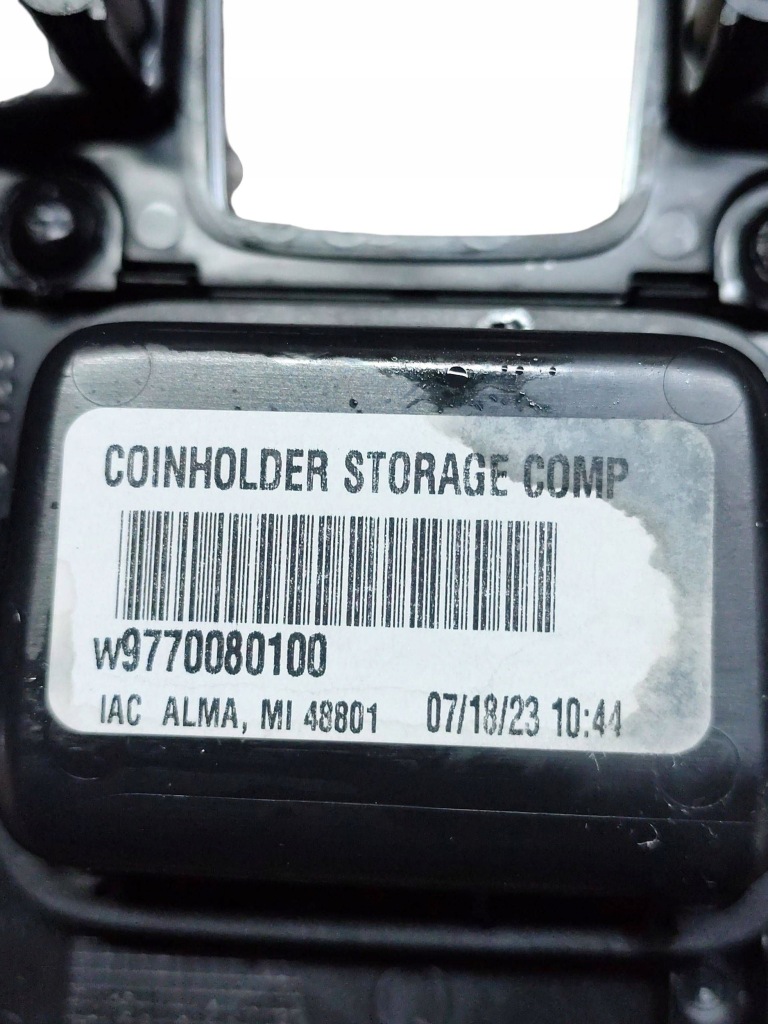 COINHOLDER STORAGE COMP
W9770080100
IAC ALMA, MI 48801 07/18/23 10:44